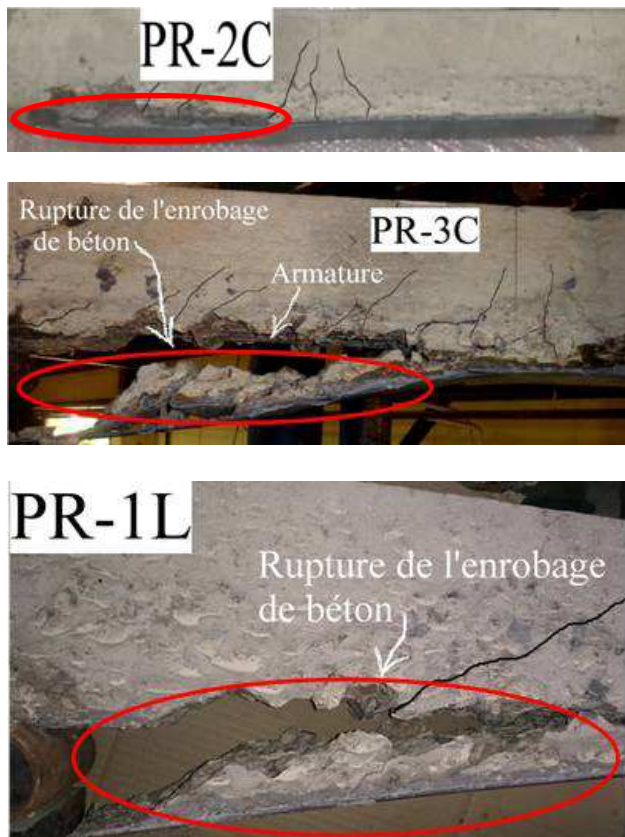 PR-2C
Rupture de l'enrobage
de béton
PR-3C
Armature
PR-1L
Rupture de l'enrobage
de béton